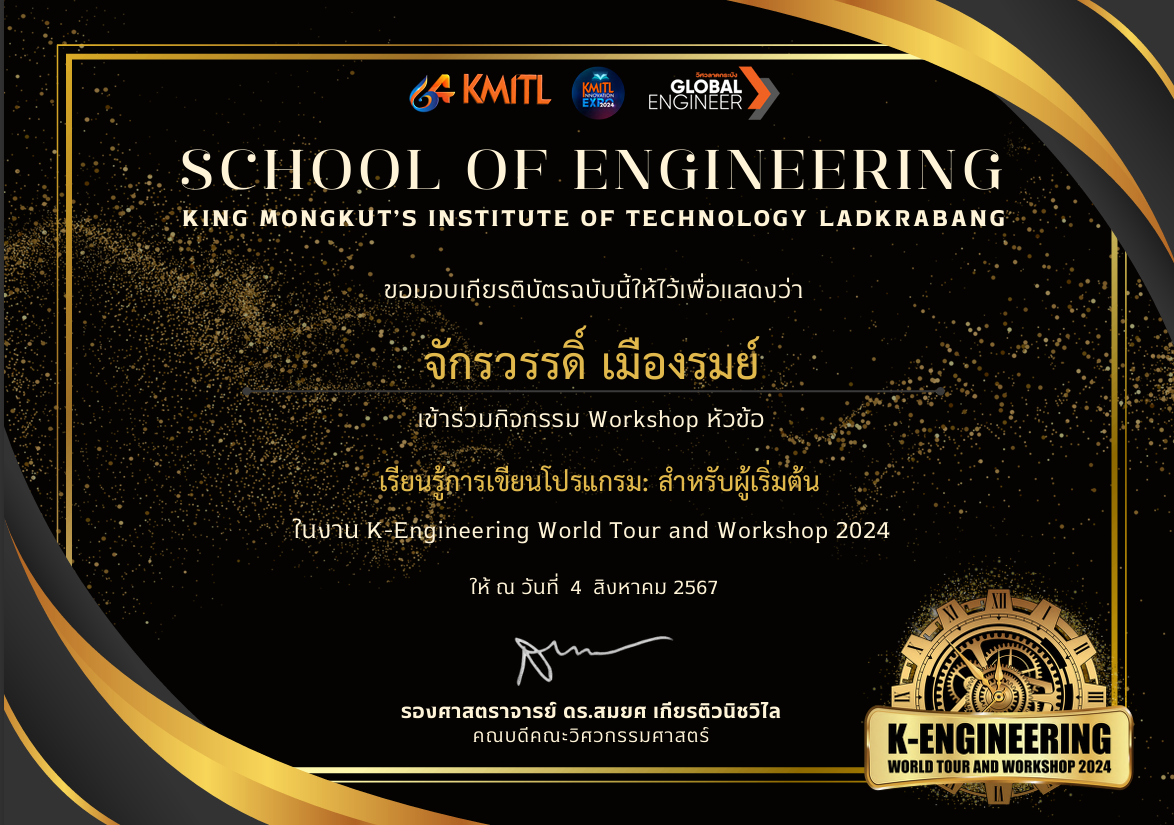 64 KMITL
KMITL
INNOVATION
EXPO
2024
วิศวลาดกระบัง
GLOBAL
ENGINEER
SCHOOL OF ENGINEERING
KING MONGKUT'S INSTITUTE OF TECHNOLOGY LADKRABANG
ขอมอบเกียรติบัตรฉบับนี้ให้ไว้เพื่อแสดงว่า
จักรวรรดิ์ เมืองรมย์
เข้าร่วมกิจกรรม Workshop หัวข้อ
เรียนรู้การเขียนโปรแกรม: สำหรับผู้เริ่มต้น
ในงาน K-Engineering World Tour and Workshop 2024
ให้ ณ วันที่ 4 สิงหาคม 2567
รองศาสตราจารย์ ดร.สมยศ เกียรติวนิชวิไล
คณบดีคณะวิศวกรรมศาสตร์
K-ENGINEERING
WORLD TOUR AND WORKSHOP 2024